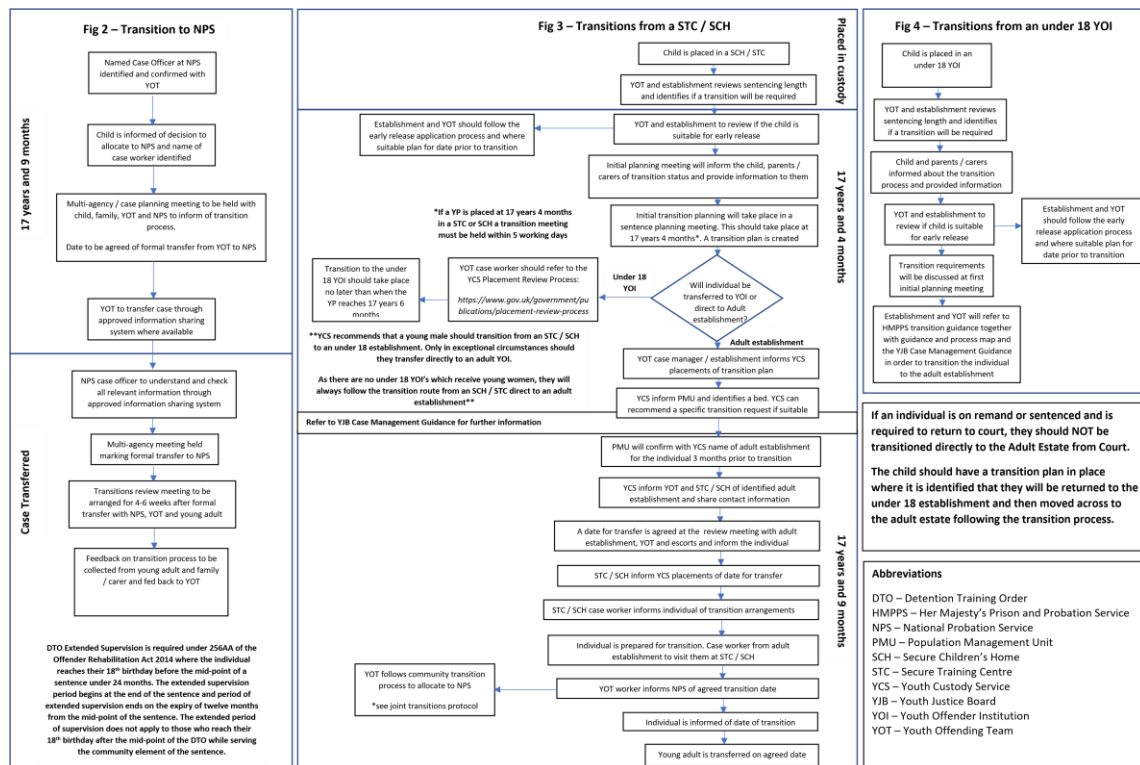 Fig 2 – Transition to NPS
17 years and 9 months
Named Case Officer at NPS
identified and confirmed with
YOT
Child is informed of decision to
allocate to NPS and name of
case worker identified
Multi-agency / case planning meeting to be held with
child, family, YOT and NPS to inform of transition
process.
Date to be agreed of formal transfer from YOT to NPS
YOT to transfer case through
approved information sharing
system where available
Case Transferred
NPS case officer to understand and check
all relevant information through
approved information sharing system
Multi-agency meeting held
marking formal transfer to NPS
Transitions review meeting to be
arranged for 4-6 weeks after formal
transfer with NPS, YOT and young adult
Feedback on transition process to be
collected from young adult and family
/ carer and fed back to YOT
DTO Extended Supervision is required under 256AA of the
Offender Rehabilitation Act 2014 where the individual
reaches their 18th birthday before the mid-point of a
sentence under 24 months. The extended supervision
period begins at the end of the sentence and period of
extended supervision ends on the expiry of twelve months
from the mid-point of the sentence. The extended period
of supervision does not apply to those who reach their
18th birthday after the mid-point of the DTO while serving
the community element of the sentence.
Fig 3 – Transitions from a STC / SCH
Placed in custody
Child is placed in a SCH / STC
YOT and establishment reviews sentencing length
and identifies if a transition will be required
17 years and 4 months
Establishment and YOT should follow the
early release application process and where
suitable plan for date prior to transition
YOT and establishment to review if the child is
suitable for early release
Initial planning meeting will inform the child, parents /
carers of transition status and provide information to them
*If a YP is placed at 17 years 4 months
in a STC or SCH a transition meeting
must be held within 5 working days
Initial transition planning will take place in a
sentence planning meeting. This should take place at
17 years 4 months*. A transition plan is created
Transition to the under
18 YOI should take place
no later than when the
YP reaches 17 years 6
months
YOT case worker should refer to the
YCS Placement Review Process:
https://www.gov.uk/government/pu
blications/placement-review-process
Under 18
YOI
Will individual
be transferred to YOI or
direct to Adult
establishment?
Adult establishment
**YCS recommends that a young male should transition from an STC / SCH
to an under 18 establishment. Only in exceptional circumstances should
they transfer directly to an adult YOI.
As there are no under 18 YOI's which receive young women, they will
always follow the transition route from an SCH / STC direct to an adult
establishment**
YOT case manager / establishment informs YCS
placements of transition plan
YCS inform PMU and identifies a bed. YCS can
recommend a specific transition request if suitable
Refer to YJB Case Management Guidance for further information
17 years and 9 months
PMU will confirm with YCS name of adult establishment
for the individual 3 months prior to transition
YCS inform YOT and STC / SCH of identified adult
establishment and share contact information
A date for transfer is agreed at the review meeting with adult
establishment, YOT and escorts and inform the individual
STC / SCH inform YCS placements of date for transfer
STC / SCH case worker informs individual of transition arrangements
Individual is prepared for transition. Case worker from adult
establishment to visit them at STC / SCH
YOT follows community transition
process to allocate to NPS
*see joint transitions protocol
YOT worker informs NPS of agreed transition date
Individual is informed of date of transition
Young adult is transferred on agreed date
Fig 4 – Transitions from an under 18 YOI
Child is placed in an
under 18 YOI
YOT and establishment reviews
sentencing length and identifies
if a transition will be required
Child and parents / carers
informed about the transition
process and provided information
YOT and establishment to
review if child is suitable
for early release
Establishment and YOT
should follow the early
release application process
and where suitable plan for
date prior to transition
Transition requirements
will be discussed at first
initial planning meeting
Establishment and YOT will refer to
HMPPS transition guidance together
with guidance and process map and
the YJB Case Management Guidance
in order to transition the individual
to the adult establishment
If an individual is on remand or sentenced and is
required to return to court, they should NOT be
transitioned directly to the Adult Estate from Court.
The child should have a transition plan in place
where it is identified that they will be returned to the
under 18 establishment and then moved across to
the adult estate following the transition process.
Abbreviations
DTO – Detention Training Order
HMPPS – Her Majesty's Prison and Probation Service
NPS – National Probation Service
PMU – Population Management Unit
SCH – Secure Children's Home
STC – Secure Training Centre
YCS – Youth Custody Service
YJB – Youth Justice Board
YOI – Youth Offender Institution
YOT – Youth Offending Team